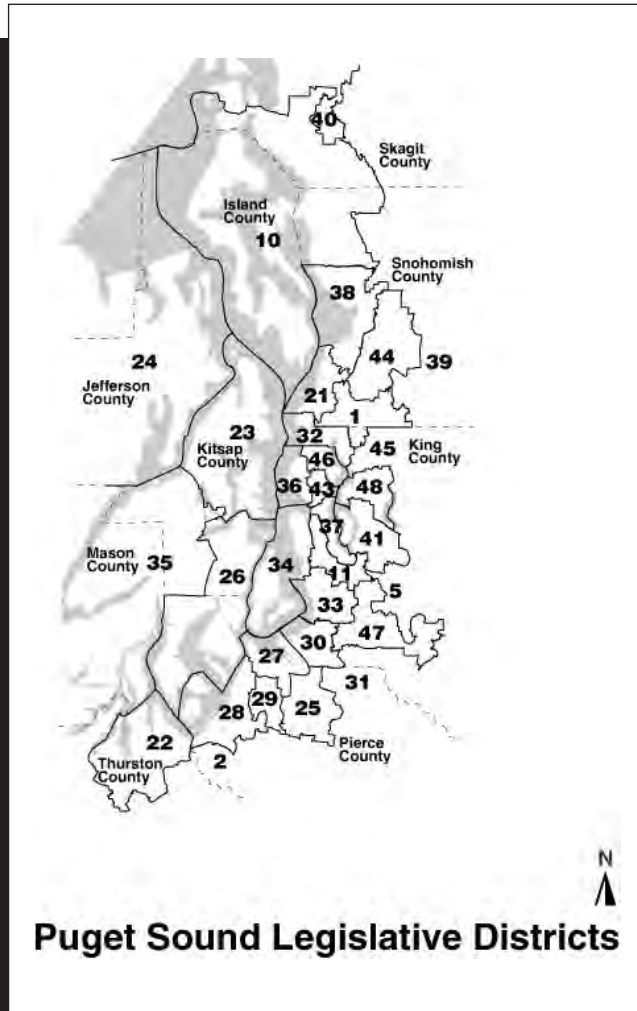 40
Skagit
County
Island
County
10
Snohomish
County
38
24
44
39
Jefferson
County
21
1
23
32
Kitsap
County
45
King
County
46
36
43
48
37
41
Mason
County
35
26
34
11
5
33
30
47
27
31
28
29
25
22
Pierce
County
Thurston
County
2
N
Puget Sound Legislative Districts